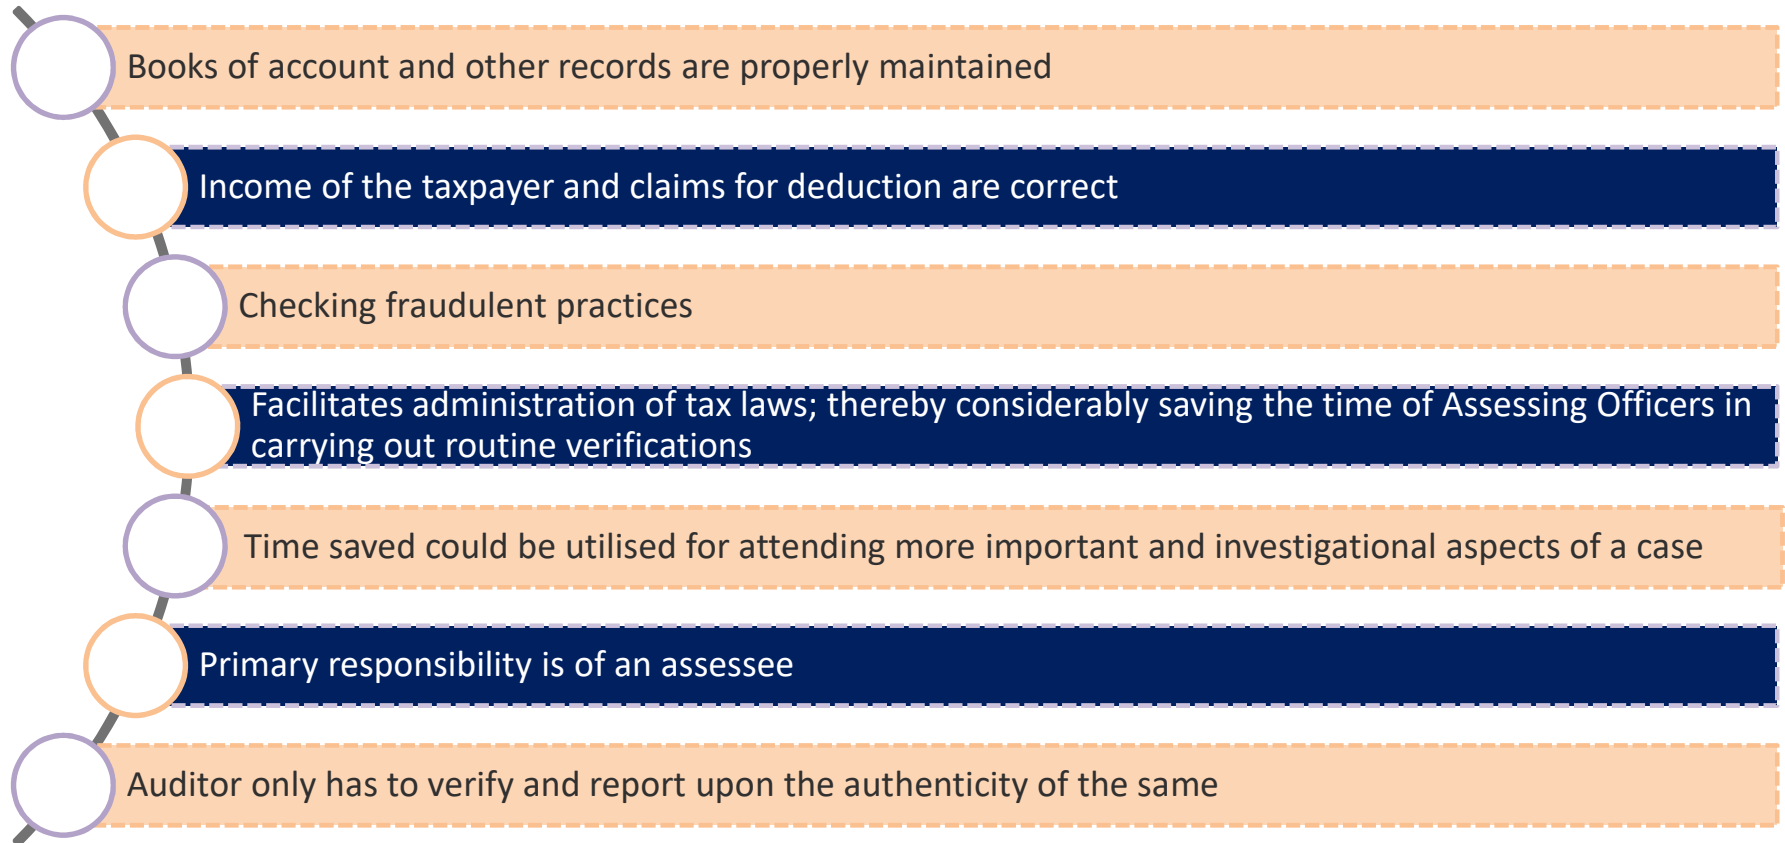 Books of account and other records are properly maintained
Income of the taxpayer and claims for deduction are correct
Checking fraudulent practices
Facilitates administration of tax laws; thereby considerably saving the time of Assessing Officers in
carrying out routine verifications
Time saved could be utilised for attending more important and investigational aspects of a case
Primary responsibility is of an assessee
Auditor only has to verify and report upon the authenticity of the same